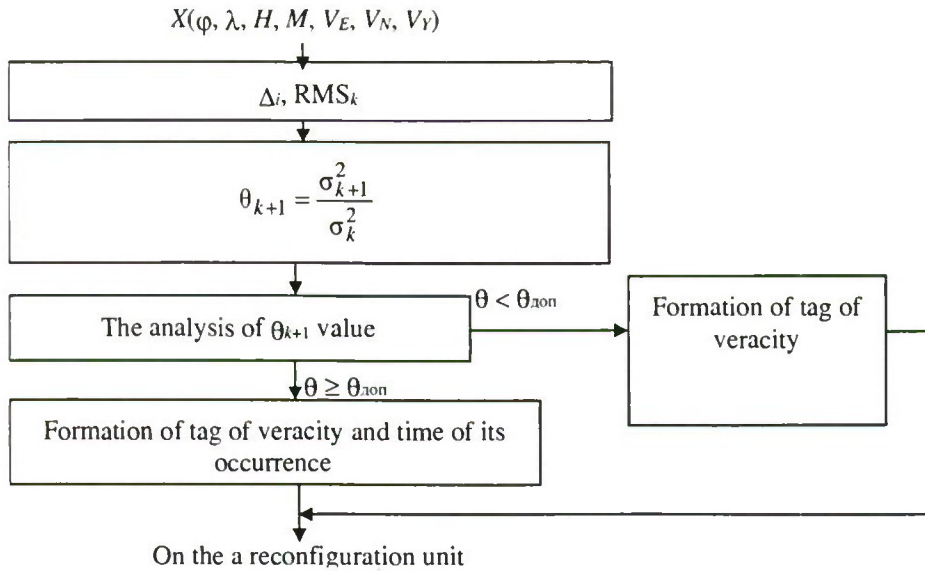 X(φ, λ, H, M, V_E, V_N, V_Y)
Δ_i, RMS_k
θ_{k+1} = σ²_{k+1} / σ²_k
The analysis of θ_{k+1} value
θ < θ_доп
Formation of tag of
veracity
θ ≥ θ_доп
Formation of tag of veracity and time of its
occurrence
On the a reconfiguration unit